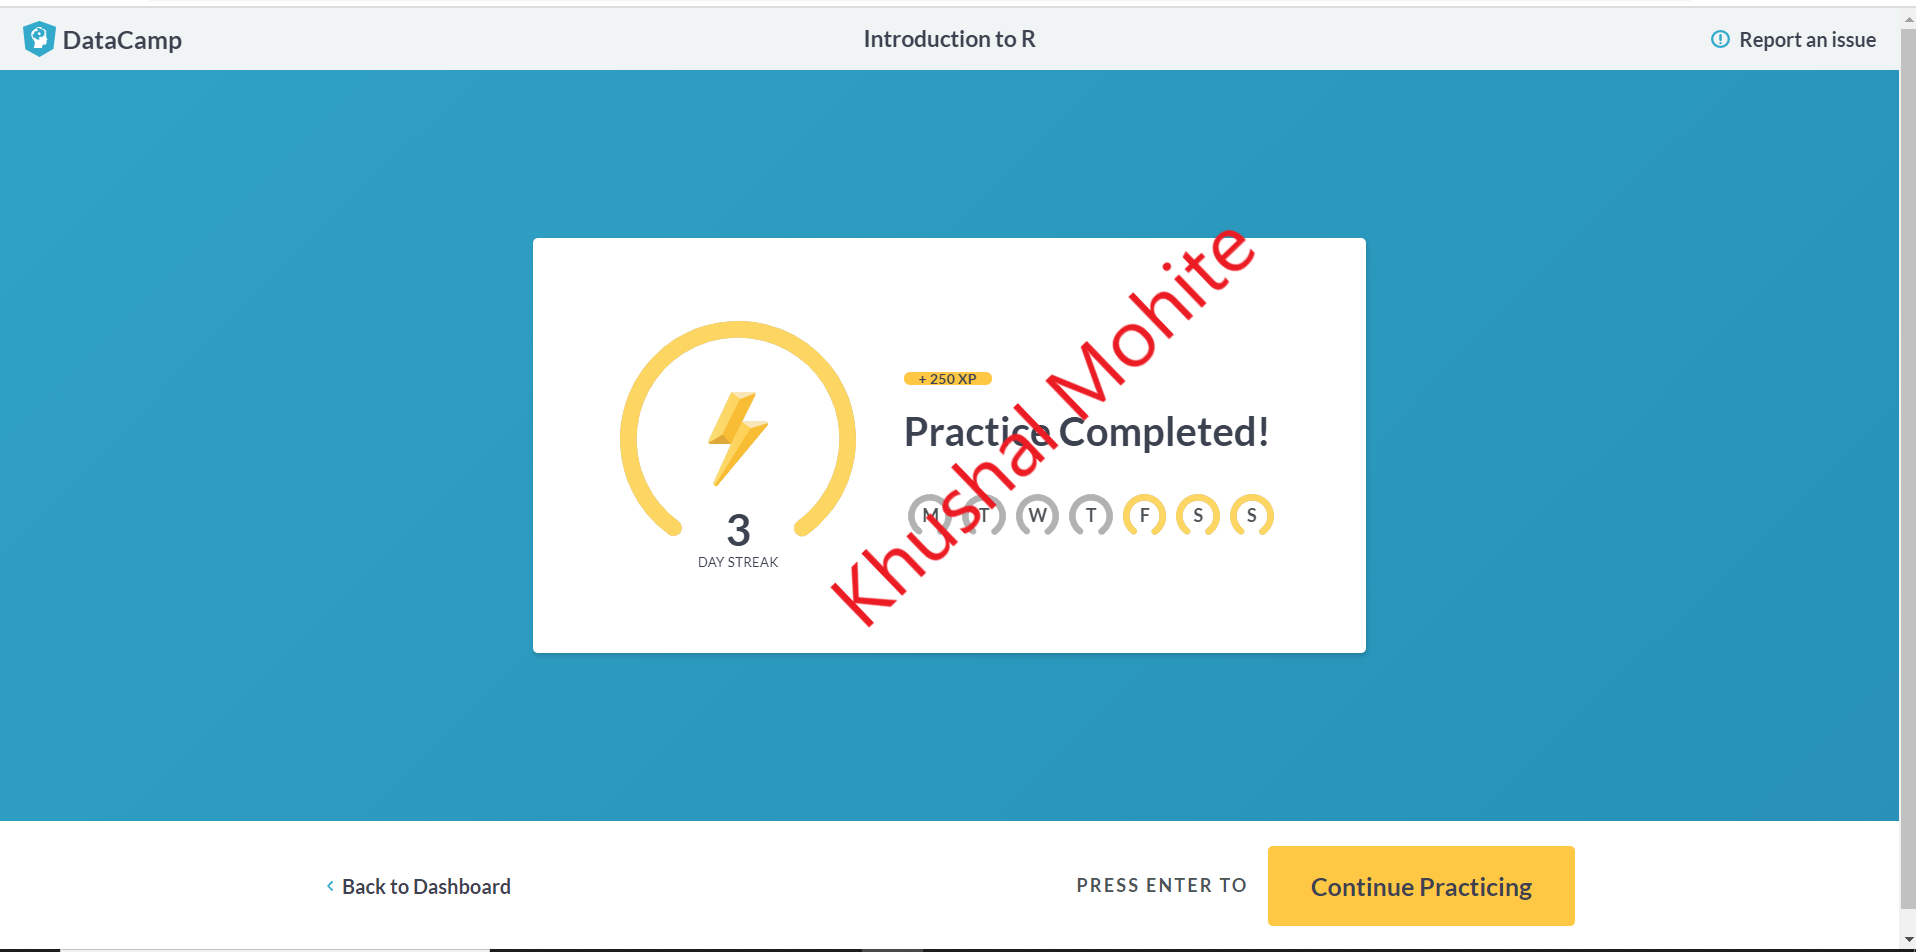 DataCamp
Introduction to R
Report an issue
+ 250 XP
Practice Completed!
M T W T F S S
3
DAY STREAK
Khushal Mohite
Back to Dashboard
PRESS ENTER TO
Continue Practicing